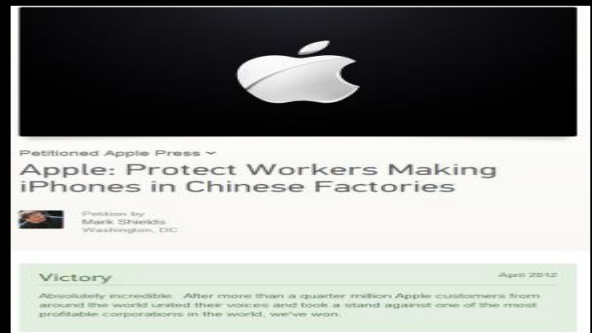 Petitioned Apple Press
Apple: Protect Workers Making
iPhones in Chinese Factories
Petition by
Mark Shields
Washington, DC
Victory
April 2012
Absolutely incredible. After more than a quarter million Apple customers from
around the world united their voices and took a stand against one of the most
profitable corporations in the world, we've won.